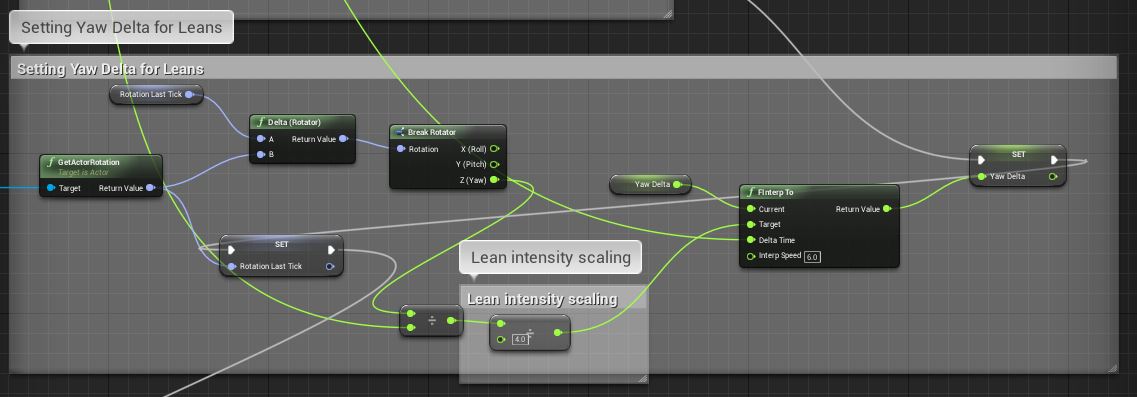 Setting Yaw Delta for Leans
Setting Yaw Delta for Leans
Rotation Last Tick
Delta (Rotator)
A Return Value
B
Break Rotator
Rotation X (Roll)
Y (Pitch)
Z (Yaw)
GetActorRotation
Target is Actor
Target Return Value
SET
Rotation Last Tick
Yaw Delta
FInterp To
Current Return Value
Target
Delta Time
Interp Speed 6.0
SET
Yaw Delta
Lean intensity scaling
Lean intensity scaling
÷
÷
4.0